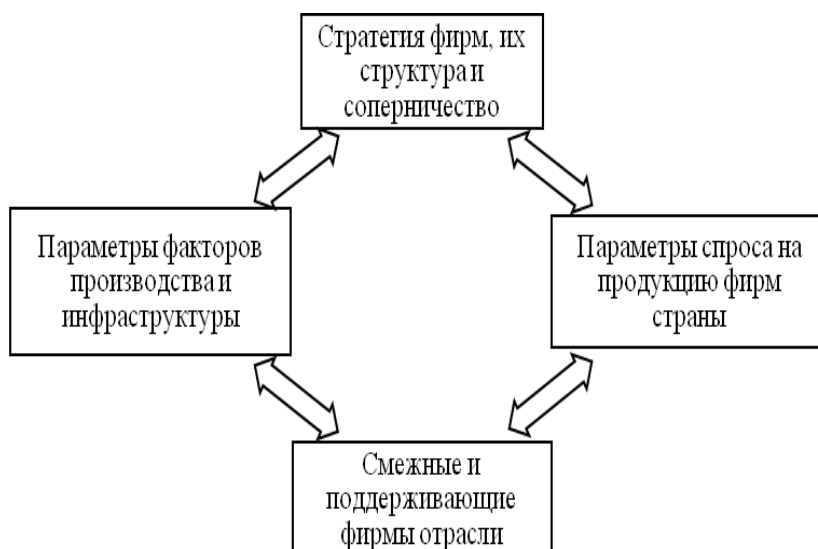 Стратегия фирм, их
структура и
соперничество
Параметры факторов
производства и
инфраструктуры
Параметры спроса на
продукцию фирм
страны
Смежные и
поддерживающие
фирмы отрасли